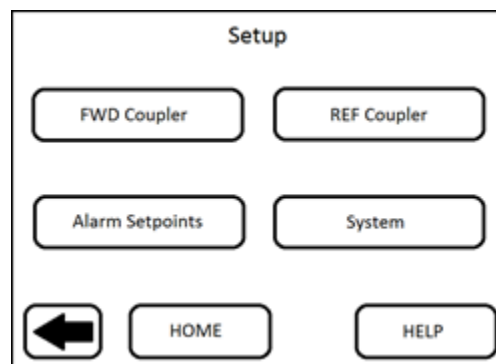 Setup
FWD Coupler
REF Coupler
Alarm Setpoints
System
HOME
HELP